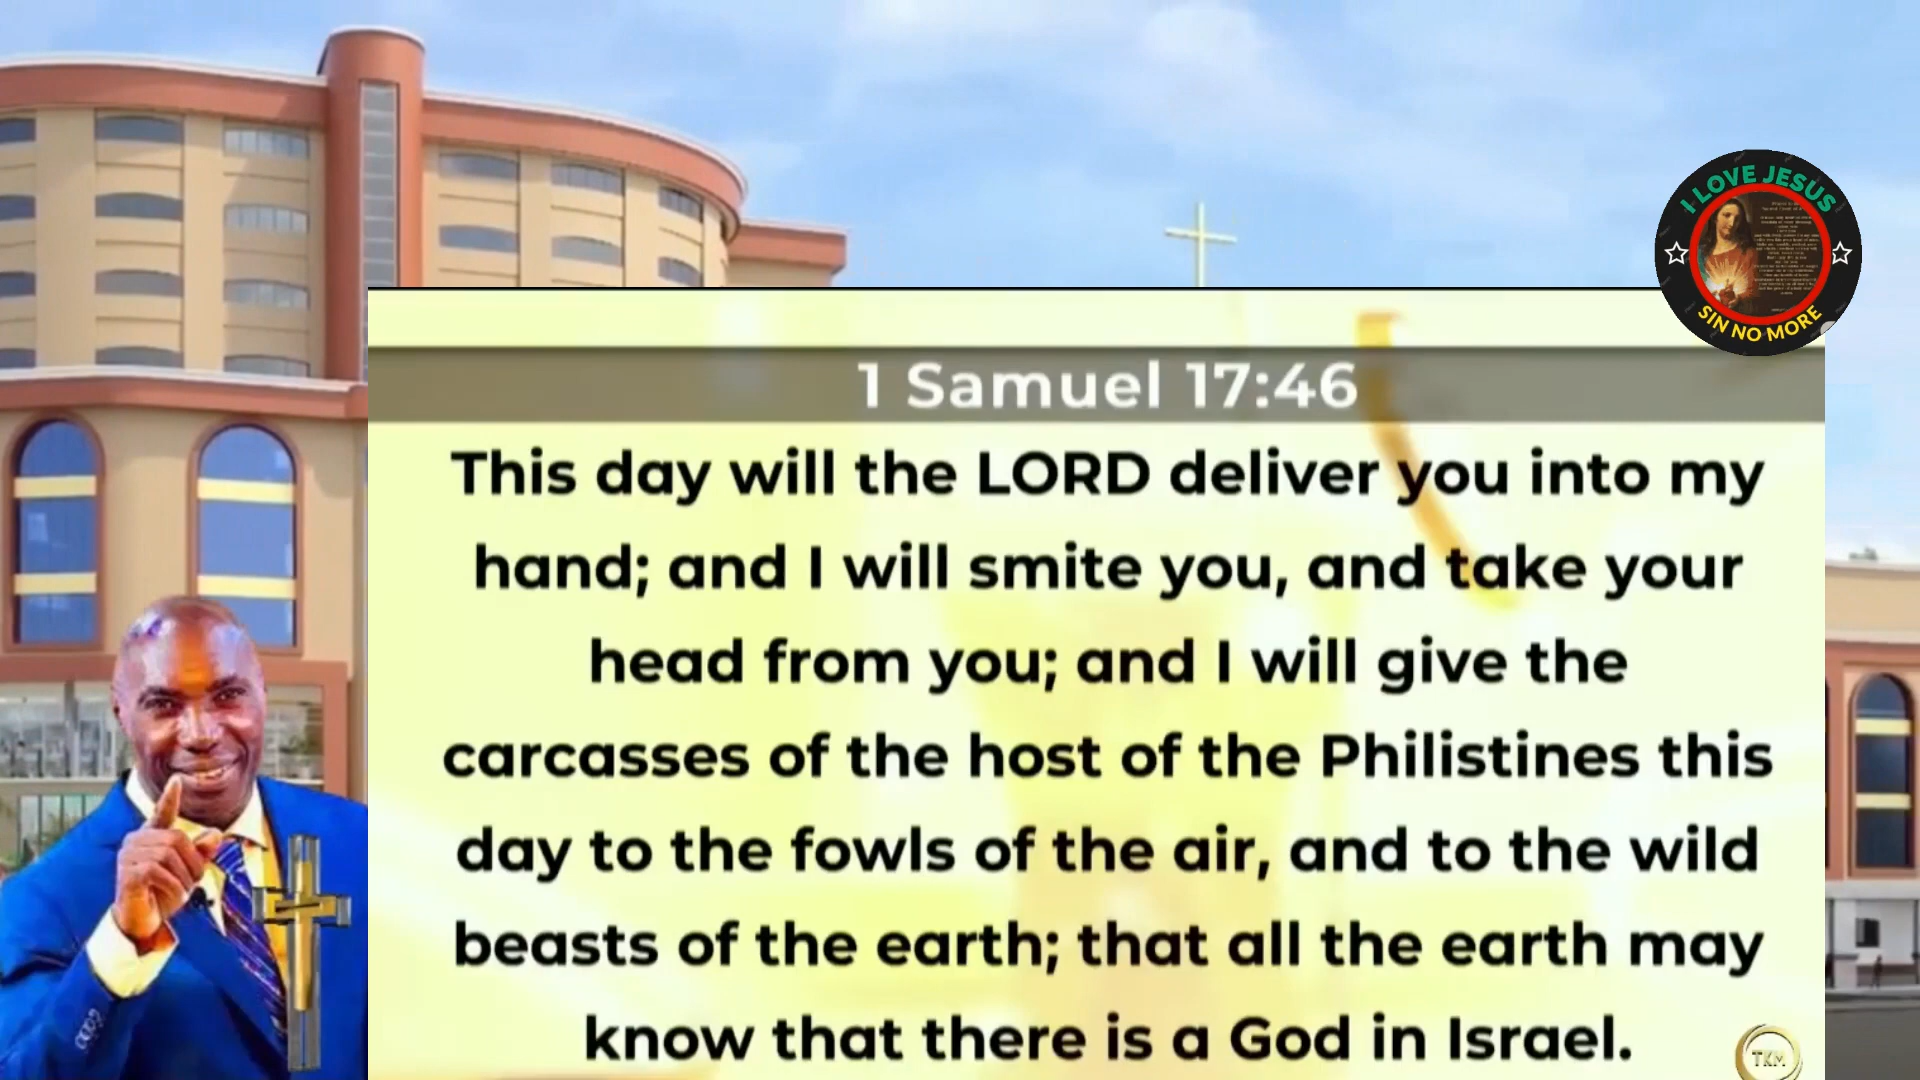 I LOVE JESUS
SIN NO MORE
1 Samuel 17:46
This day will the LORD deliver you into my
hand; and I will smite you, and take your
head from you; and I will give the
carcasses of the host of the Philistines this
day to the fowls of the air, and to the wild
beasts of the earth; that all the earth may
know that there is a God in Israel.
TKM